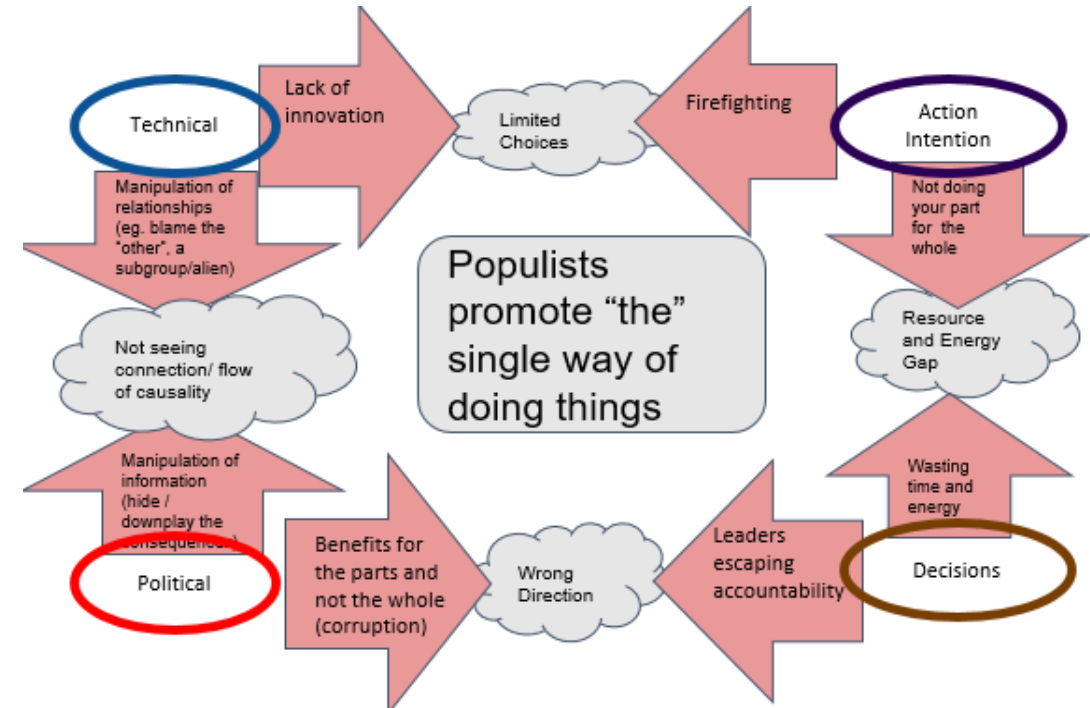 Technical
Lack of
innovation
Limited
Choices
Firefighting
Action
Intention
Manipulation of
relationships
(eg. blame the
“other”, a
subgroup/alien)
Not doing
your part
for the
whole
Populists
promote “the”
single way of
doing things
Not seeing
connection/ flow
of causality
Resource
and Energy
Gap
Manipulation of
information
(hide /
downplay the
consequences)
Wasting
time and
energy
Political
Benefits for
the parts and
not the whole
(corruption)
Wrong
Direction
Leaders
escaping
accountability
Decisions